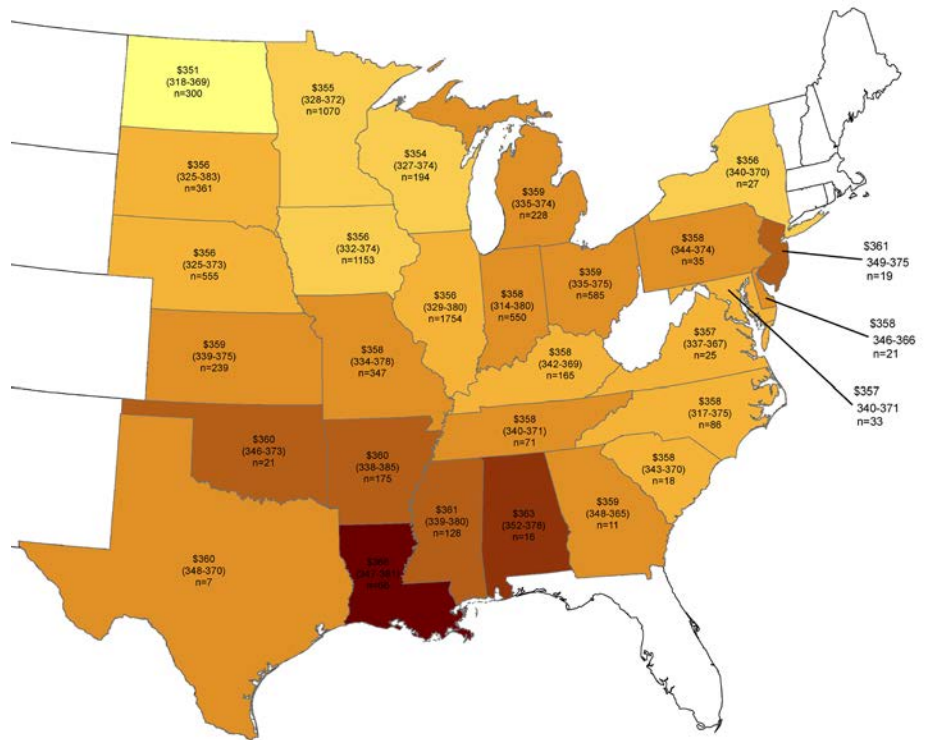 $351
(318-369)
n=300
$355
(328-372)
n=1070
$354
(327-374)
n=194
$356
(325-383)
n=361
$359
(335-374)
n=228
$356
(340-370)
n=27
$356
(325-373)
n=555
$356
(332-374)
n=1153
$356
(329-380)
n=1754
$358
(314-380)
n=550
$359
(335-375)
n=585
$358
(344-374)
n=35
$361
349-375
n=19
$358
346-366
n=21
$357
340-371
n=33
$359
(339-375)
n=239
$358
(334-378)
n=347
$358
(342-369)
n=165
$357
(337-367)
n=25
$358
(317-375)
n=86
$358
(340-371)
n=71
$358
(343-370)
n=18
$360
(346-373)
n=21
$360
(338-385)
n=175
$361
(339-380)
n=128
$363
(352-378)
n=16
$359
(348-365)
n=11
$360
(348-370)
n=7